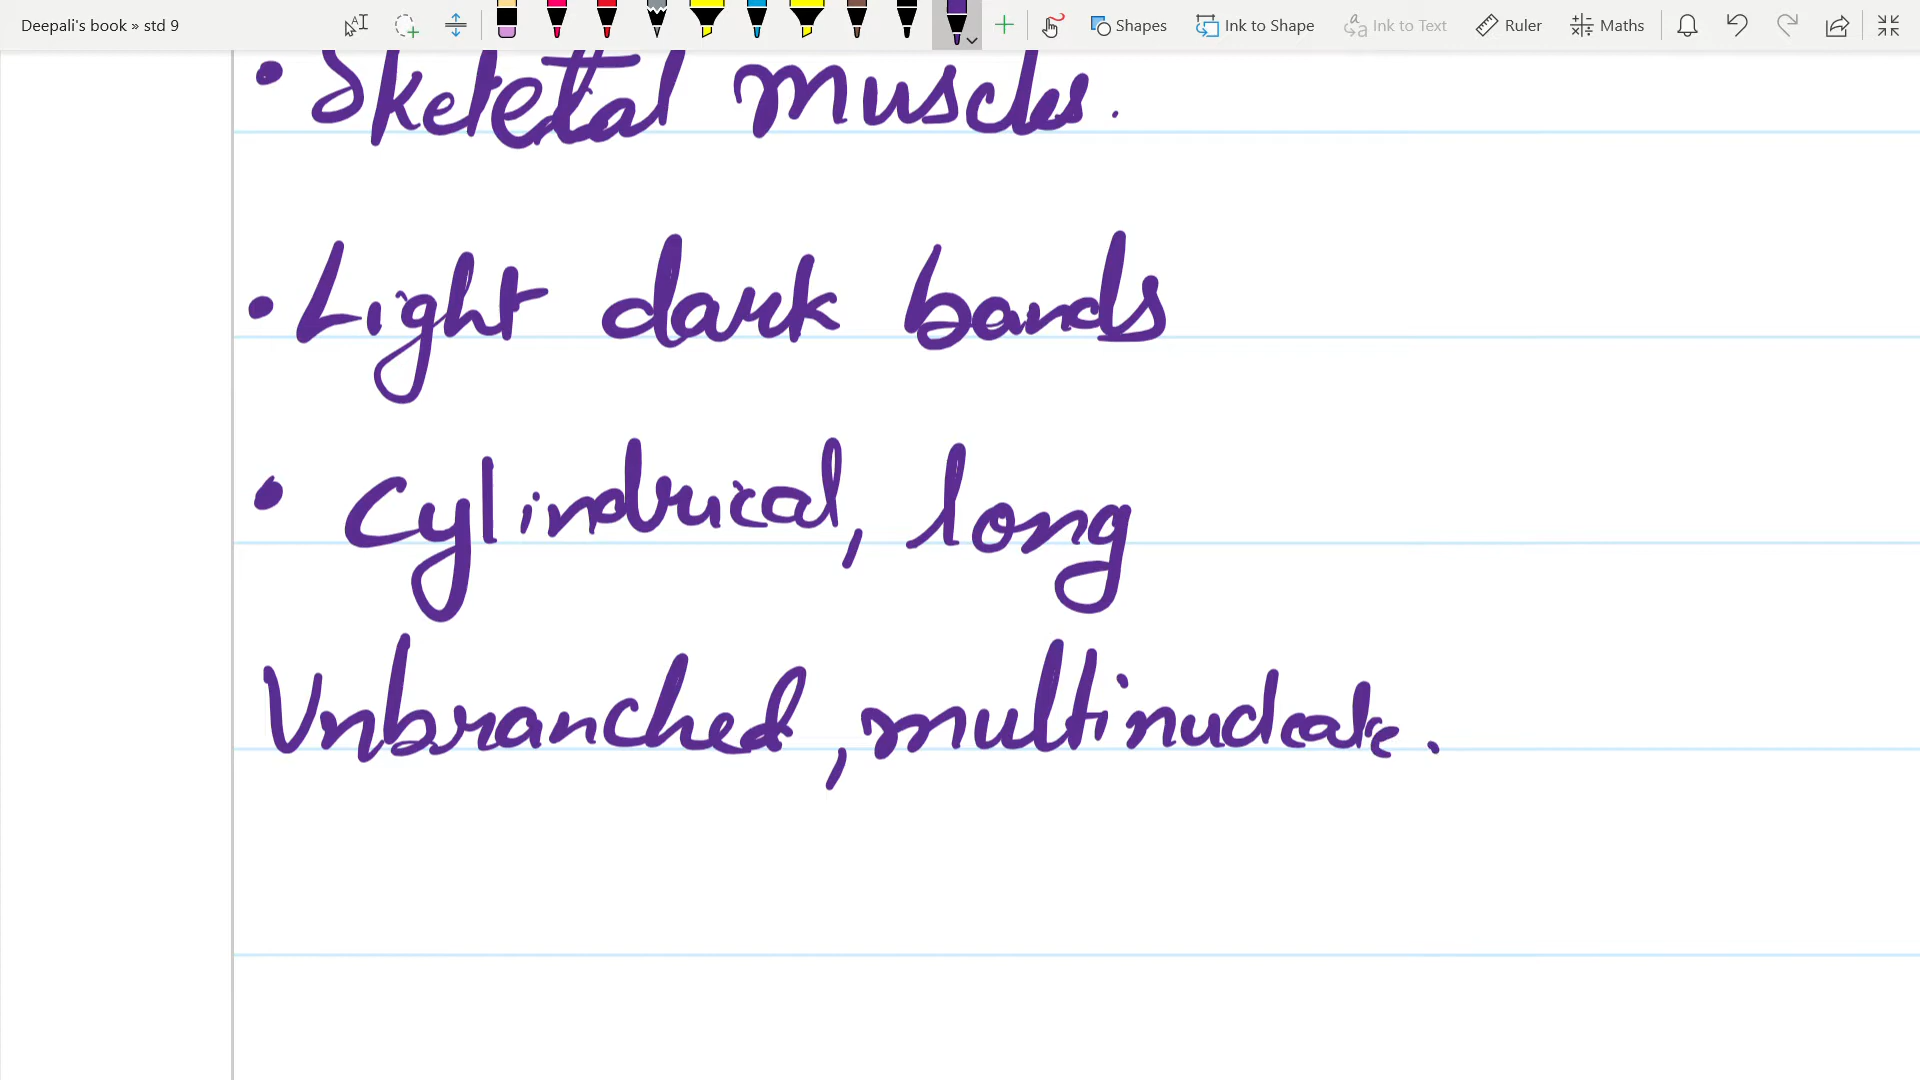 Deepali's book » std 9
Shapes Ink to Shape Ink to Text Ruler Maths
• Skeletal muscles.
• Light dark bands
• Cylindrical, long
Unbranched, multinucleate.